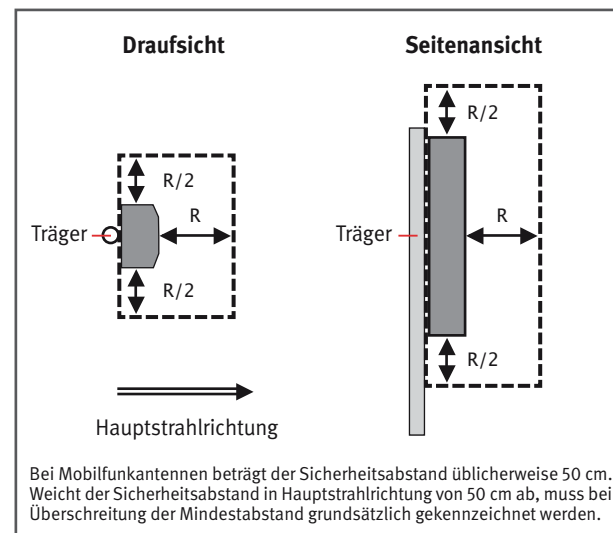 Draufsicht
R/2
Träger
R
R/2
Hauptstrahlrichtung
Seitenansicht
R/2
R
Träger
R/2
Bei Mobilfunkantennen beträgt der Sicherheitsabstand üblicherweise 50 cm.
Weicht der Sicherheitsabstand in Hauptstrahlrichtung von 50 cm ab, muss bei
Überschreitung der Mindestabstand grundsätzlich gekennzeichnet werden.